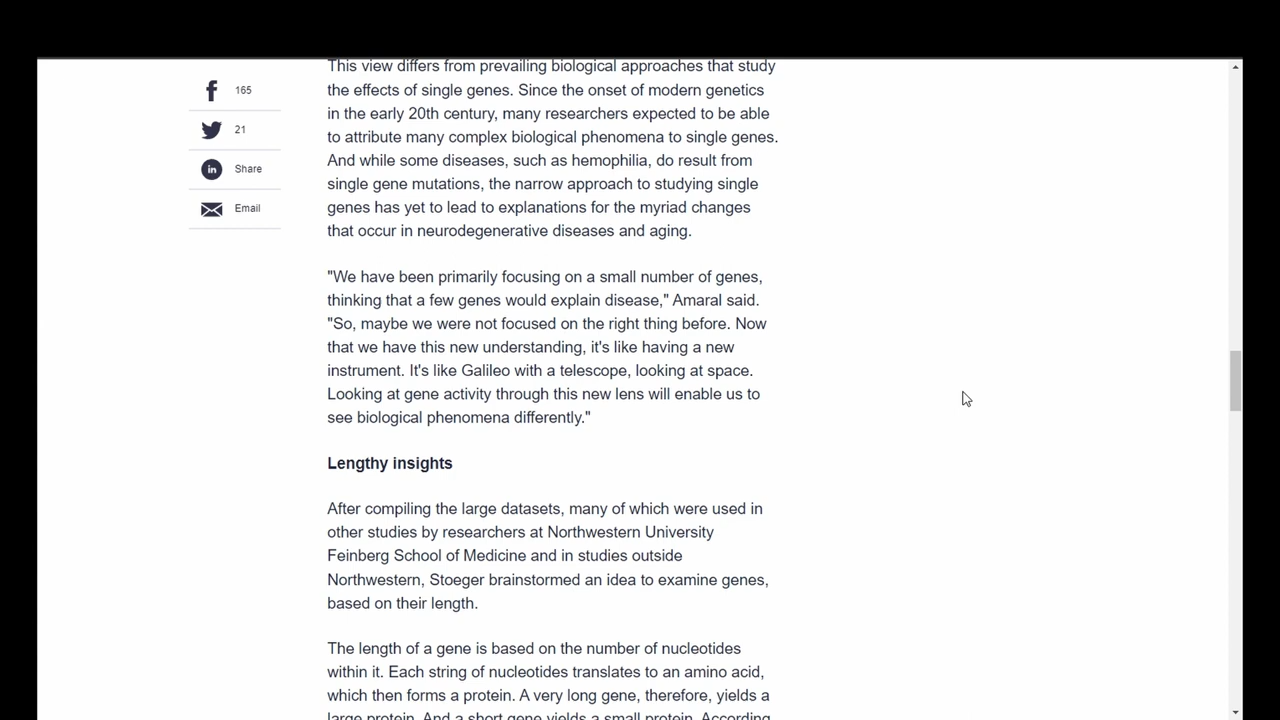 165
21
Share
Email
This view differs from prevailing biological approaches that study
the effects of single genes. Since the onset of modern genetics
in the early 20th century, many researchers expected to be able
to attribute many complex biological phenomena to single genes.
And while some diseases, such as hemophilia, do result from
single gene mutations, the narrow approach to studying single
genes has yet to lead to explanations for the myriad changes
that occur in neurodegenerative diseases and aging.
"We have been primarily focusing on a small number of genes,
thinking that a few genes would explain disease," Amaral said.
"So, maybe we were not focused on the right thing before. Now
that we have this new understanding, it's like having a new
instrument. It's like Galileo with a telescope, looking at space.
Looking at gene activity through this new lens will enable us to
see biological phenomena differently."
Lengthy insights
After compiling the large datasets, many of which were used in
other studies by researchers at Northwestern University
Feinberg School of Medicine and in studies outside
Northwestern, Stoeger brainstormed an idea to examine genes,
based on their length.
The length of a gene is based on the number of nucleotides
within it. Each string of nucleotides translates to an amino acid,
which then forms a protein. A very long gene, therefore, yields a
large protein. And a short gene yields a small protein. According